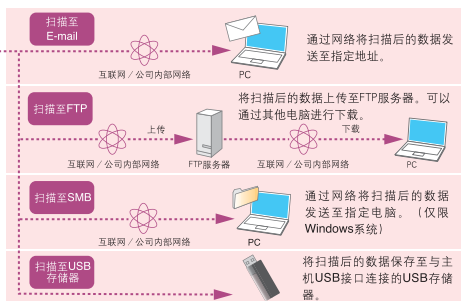 扫描至
E-mail
互联网／公司内部网络
PC
通过网络将扫描后的数据发
送至指定地址。
扫描至FTP
将扫描后的数据上传至FTP服务器。可以
通过其他电脑进行下载。
上传
下载
互联网／公司内部网络
FTP服务器
互联网／公司内部网络
PC
扫描至SMB
互联网／公司内部网络
PC
通过网络将扫描后的数据
发送至指定电脑。（仅限
Windows系统）
扫描至USB
存储器
将扫描后的数据保存至与主
机USB接口连接的USB存储
器。